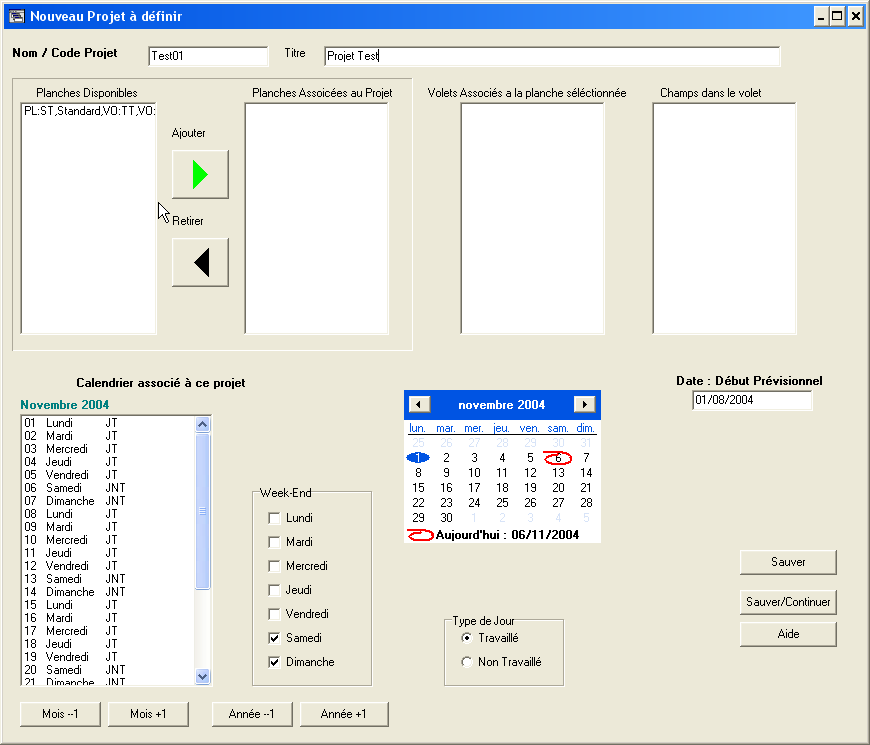 Nouveau Projet à définir
Nom / Code Projet Test01 Titre Projet Test
Planches Disponibles Planches Assoicées au Projet Volets Associés a la planche séléctionnée Champs dans le volet
PL:ST,Standard,VO:TT,VO:
Ajouter
Retirer
Calendrier associé à ce projet
Novembre 2004
01 Lundi JT
02 Mardi JT
03 Mercredi JT
04 Jeudi JT
05 Vendredi JT
06 Samedi JNT
07 Dimanche JNT
08 Lundi JT
09 Mardi JT
10 Mercredi JT
11 Jeudi JT
12 Vendredi JT
13 Samedi JNT
14 Dimanche JNT
15 Lundi JT
16 Mardi JT
17 Mercredi JT
18 Jeudi JT
19 Vendredi JT
20 Samedi JNT
21 Dimanche JNT
Mois --1 Mois +1 Année --1 Année +1
Week-End
Lundi
Mardi
Mercredi
Jeudi
Vendredi
Samedi
Dimanche
novembre 2004
lun. mar. mer. jeu. ven. sam. dim.
25 26 27 28 29 30 31
1 2 3 4 5 6 7
8 9 10 11 12 13 14
15 16 17 18 19 20 21
22 23 24 25 26 27 28
29 30 1 2 3 4 5
Aujourd'hui : 06/11/2004
Type de Jour
Travaillé
Non Travaillé
Date : Début Prévisionnel
01/08/2004
Sauver
Sauver/Continuer
Aide